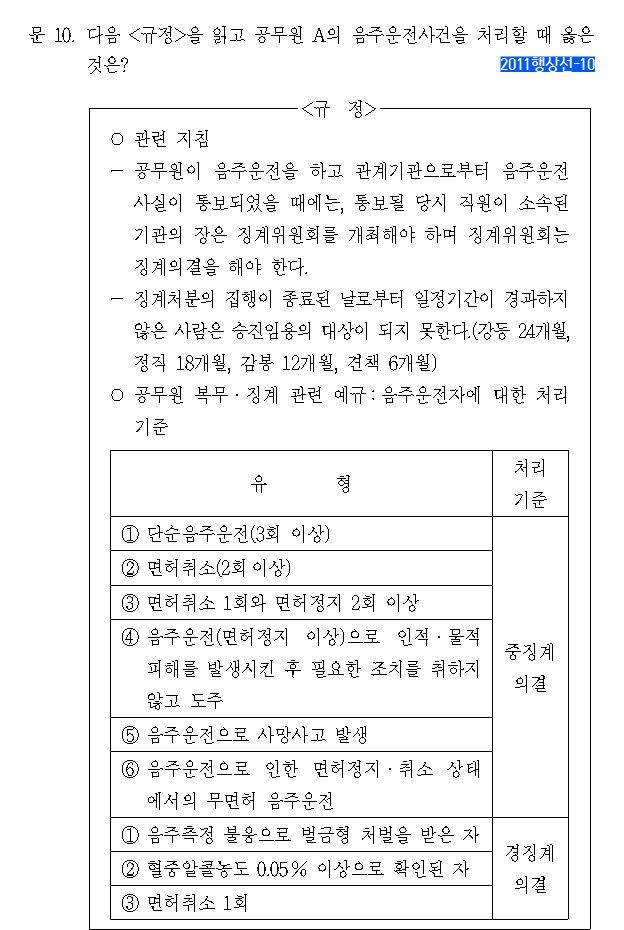 문 10. 다음 <규정>을 읽고 공무원 A의 음주운전사건을 처리할 때 옳은
것은?
2011행상선-10
<규 정>
○ 관련 지침
- 공무원이 음주운전을 하고 관계기관으로부터 음주운전
사실이 통보되었을 때에는, 통보될 당시 직원이 소속된
기관의 장은 징계위원회를 개최해야 하며 징계위원회는
징계의결을 해야 한다.
- 징계처분의 집행이 종료된 날로부터 일정기간이 경과하지
않은 사람은 승진임용의 대상이 되지 못한다.(강등 24개월,
정직 18개월, 감봉 12개월, 견책 6개월)
○ 공무원 복무·징계 관련 예규:음주운전자에 대한 처리
기준
유 형
처리
기준
① 단순음주운전(3회 이상)
② 면허취소(2회 이상)
③ 면허취소 1회와 면허정지 2회 이상
④ 음주운전(면허정지 이상)으로 인적·물적
피해를 발생시킨 후 필요한 조치를 취하지
않고 도주
⑤ 음주운전으로 사망사고 발생
⑥ 음주운전으로 인한 면허정지·취소 상태
에서의 무면허 음주운전
중징계
의결
① 음주측정 불응으로 벌금형 처벌을 받은 자
② 혈중알콜농도 0.05% 이상으로 확인된 자
③ 면허취소 1회
경징계
의결